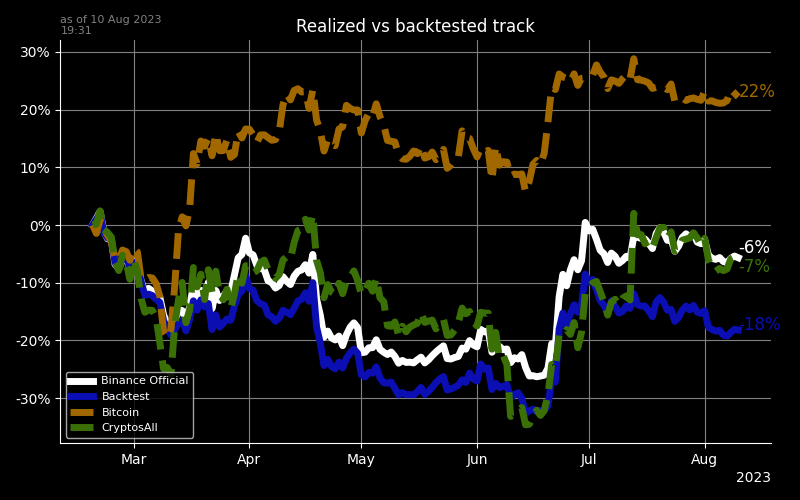 as of 10 Aug 2023
19:31
Realized vs backtested track
30%
20%
10%
0%
-10%
-20%
-30%
22%
-6%
-7%
-18%
Binance Official
Backtest
Bitcoin
CryptosAll
Mar
Apr
May
Jun
Jul
Aug
2023